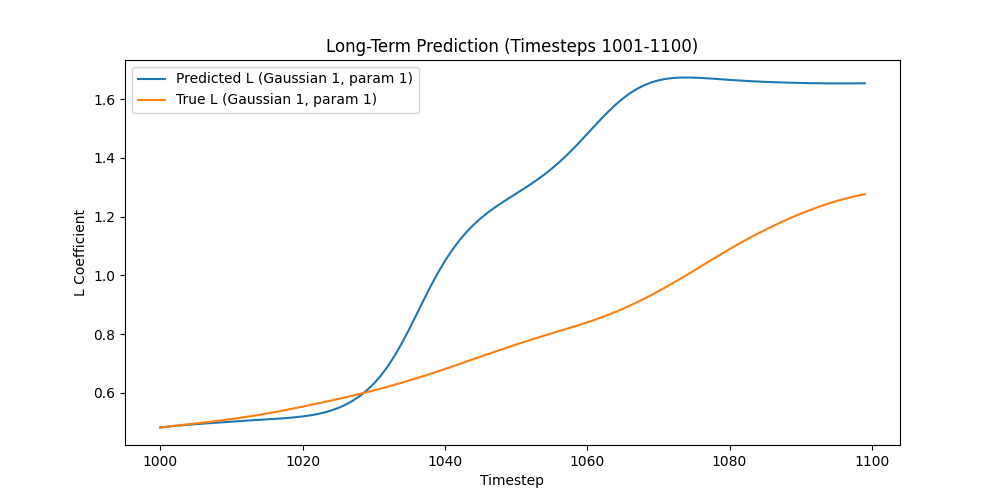 Long-Term Prediction (Timesteps 1001-1100)
Predicted L (Gaussian 1, param 1)
True L (Gaussian 1, param 1)
L Coefficient
1.6
1.4
1.2
1.0
0.8
0.6
1000 1020 1040 1060 1080 1100
Timestep